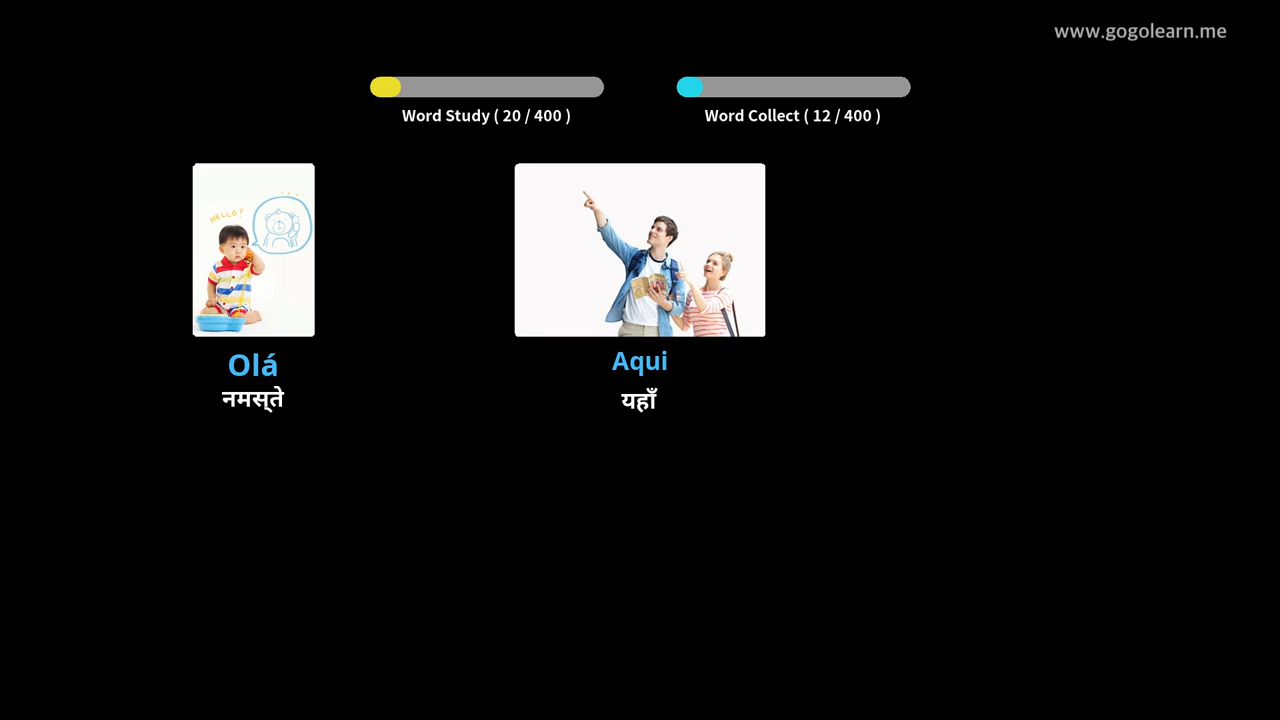 www.gogolearn.me
Word Study ( 20 / 400 )
Word Collect ( 12 / 400 )
HELLO?
Olá
नमस्ते
Aqui
यहाँ